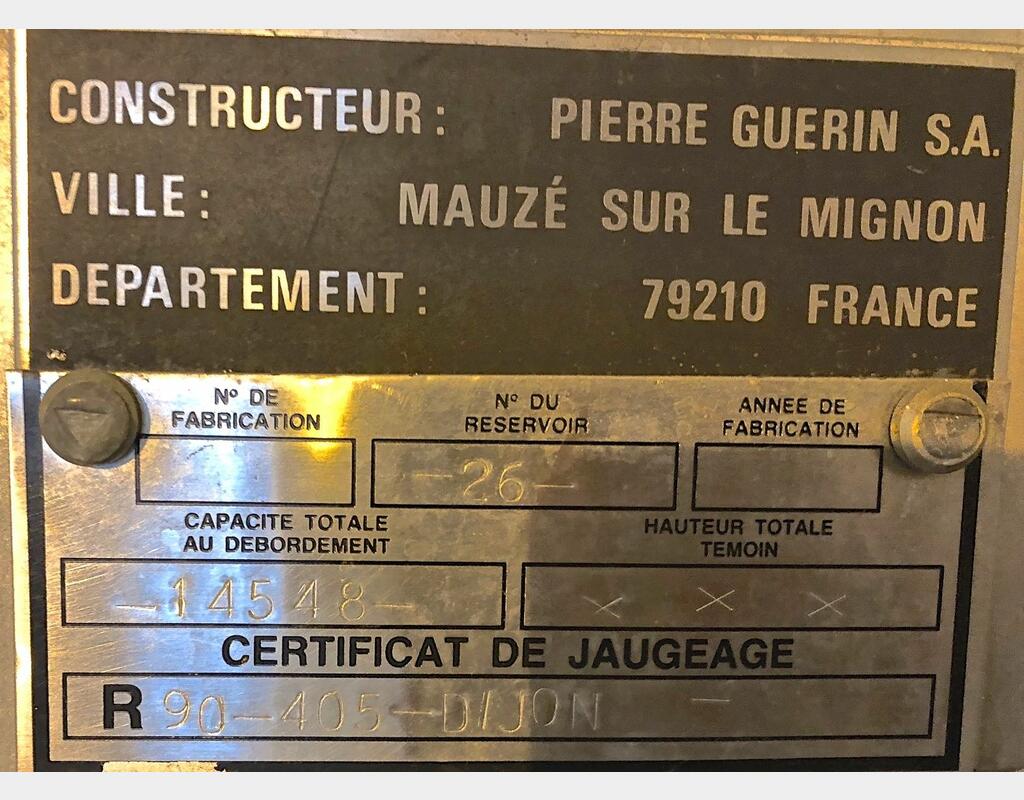 CONSTRUCTEUR: PIERRE GUERIN S.A.
VILLE: MAUZÉ SUR LE MIGNON
DEPARTEMENT: 79210 FRANCE
N° DE FABRICATION
N° DU RESERVOIR
ANNEE DE FABRICATION
-26-
CAPACITE TOTALE AU DEBORDEMENT
HAUTEUR TOTALE TEMOIN
-14548- X X X
CERTIFICAT DE JAUGEAGE
R 90-405-DIJON -